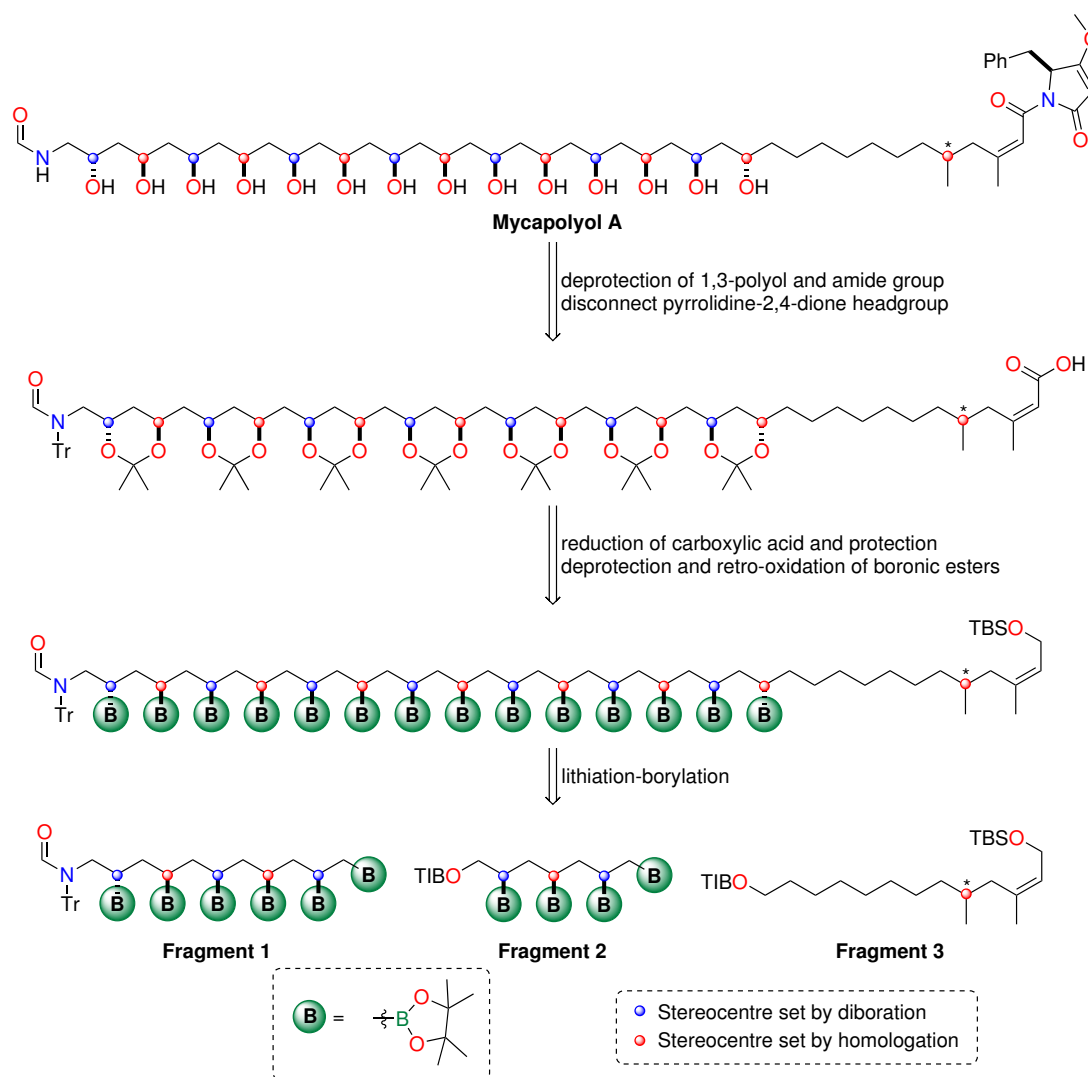 O
Ph
O N
O
O
N
H
*
OH OH OH OH OH OH OH OH OH OH OH OH OH OH
Mycapolyol A
deprotection of 1,3-polyol and amide group
disconnect pyrrolidine-2,4-dione headgroup
O OH
O
*
N
Tr
O O O O O O O O O O O O O O
reduction of carboxylic acid and protection
deprotection and retro-oxidation of boronic esters
TBSO
O
*
N
Tr
B B B B B B B B B B B B B B
lithiation-borylation
O TBSO
N B TIBO B TIBO *
Tr B B B B B B B B
Fragment 1 Fragment 2 Fragment 3
B = B O O
Stereocentre set by diboration
Stereocentre set by homologation